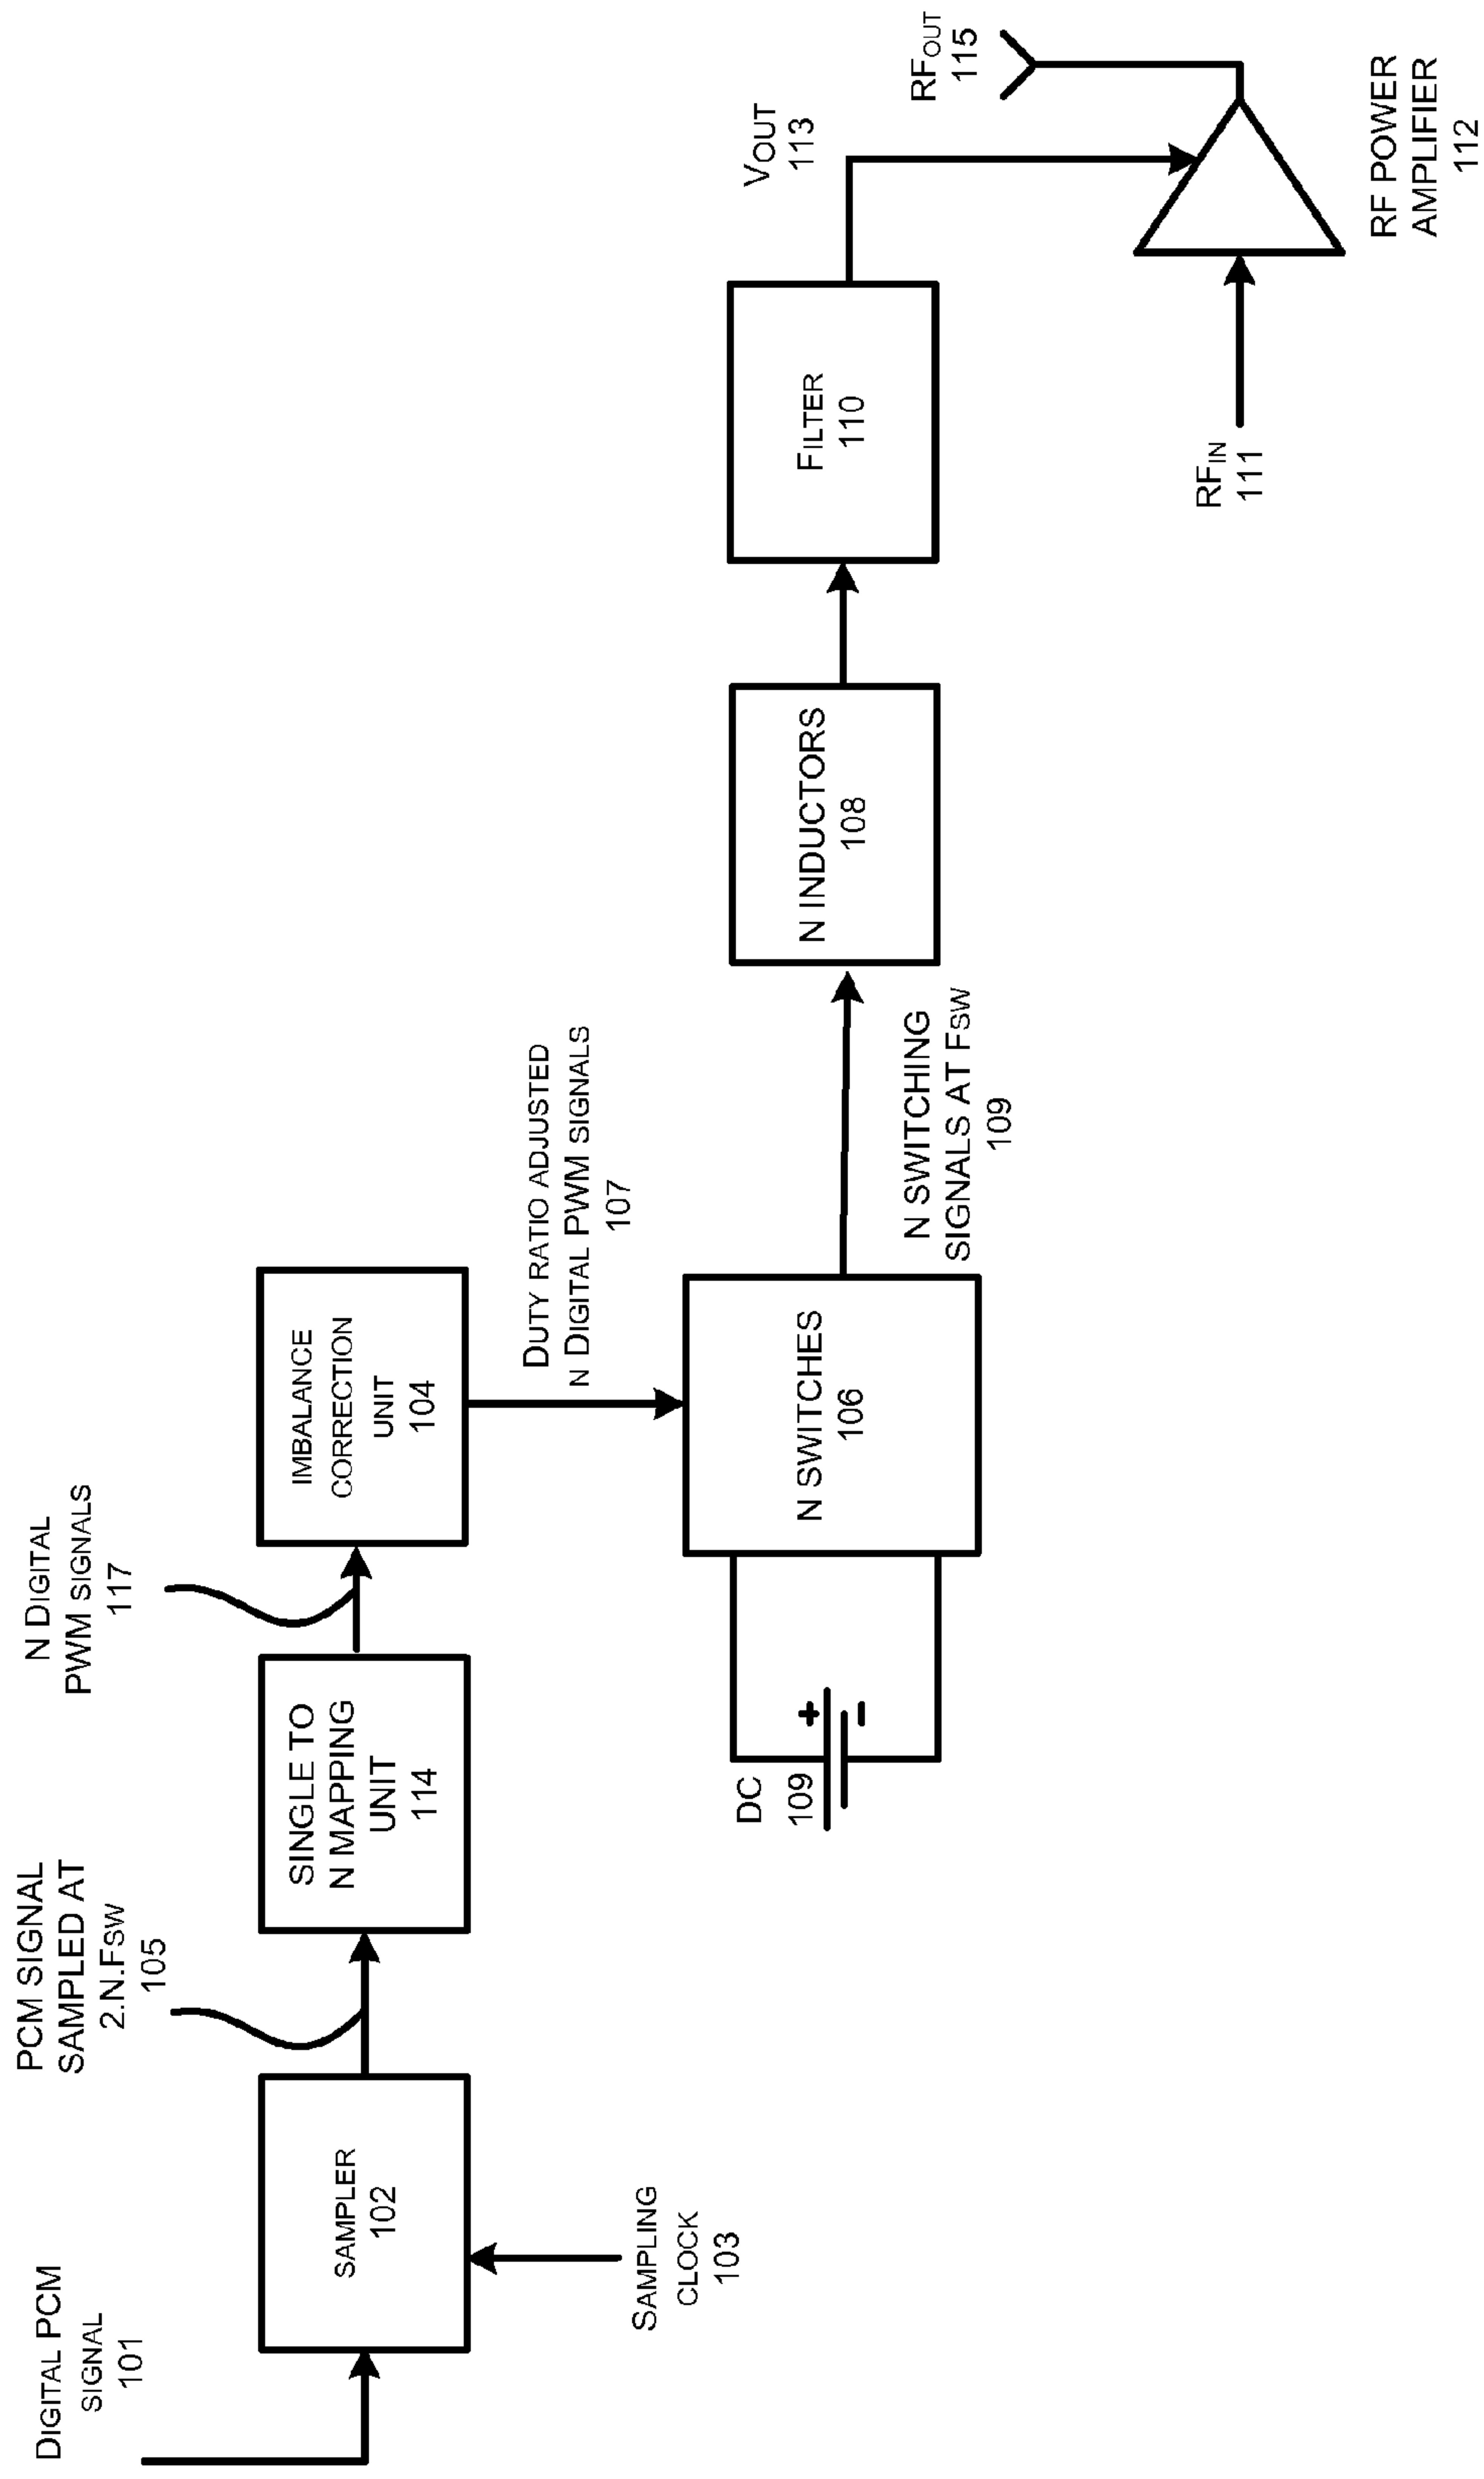 DIGITAL PCM
SIGNAL
101
SAMPLER
102
SAMPLING
CLOCK
103
PCM SIGNAL
SAMPLED AT
2.N.FSW
105
SINGLE TO
N MAPPING
UNIT
114
N DIGITAL
PWM SIGNALS
117
IMBALANCE
CORRECTION
UNIT
104
DUTY RATIO ADJUSTED
N DIGITAL PWM SIGNALS
107
DC
109
+
–
N SWITCHES
106
N SWITCHING
SIGNALS AT FSW
109
N INDUCTORS
108
FILTER
110
VOUT
113
RFIN
111
RFOUT
115
RF POWER
AMPLIFIER
112